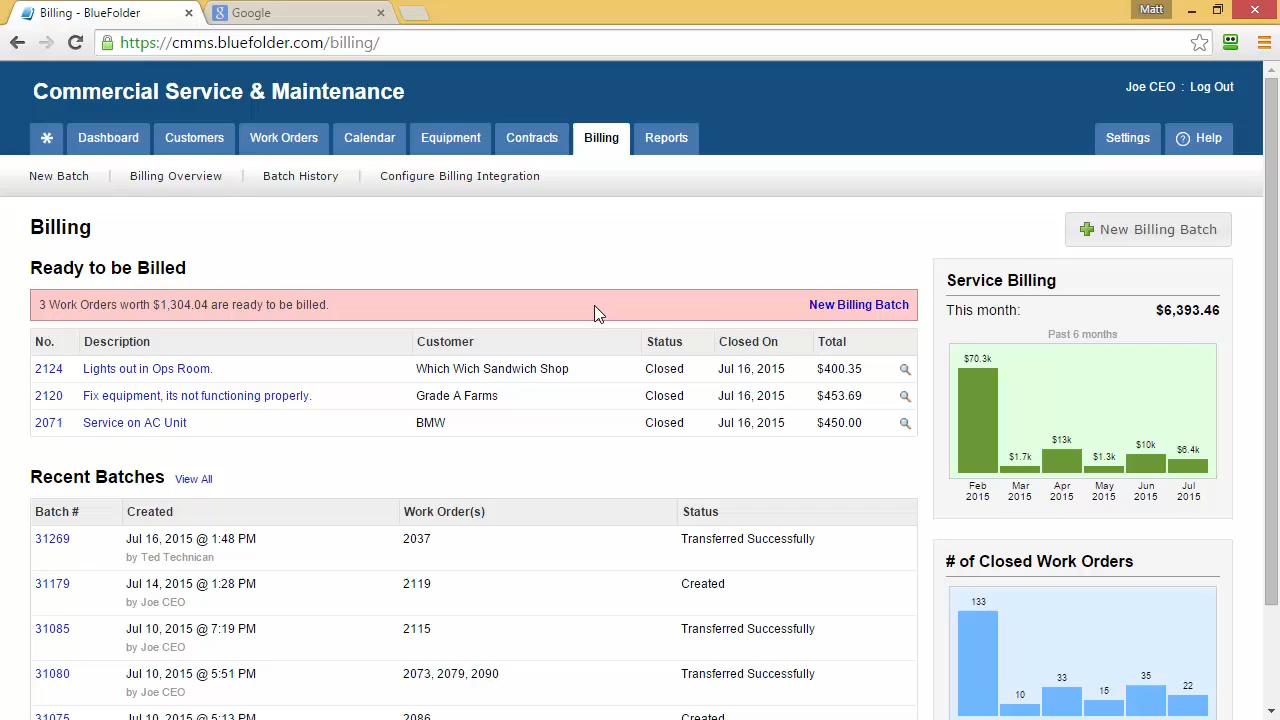 Billing - BlueFolder
Google
Matt
https://cmms.bluefolder.com/billing/
Commercial Service & Maintenance
Joe CEO : Log Out
Dashboard Customers Work Orders Calendar Equipment Contracts Billing Reports Settings ? Help
New Batch | Billing Overview | Batch History | Configure Billing Integration
Billing
New Billing Batch
Ready to be Billed
3 Work Orders worth $1,304.04 are ready to be billed. New Billing Batch
No. Description Customer Status Closed On Total
2124 Lights out in Ops Room. Which Wich Sandwich Shop Closed Jul 16, 2015 $400.35
2120 Fix equipment, its not functioning properly. Grade A Farms Closed Jul 16, 2015 $453.69
2071 Service on AC Unit BMW Closed Jul 16, 2015 $450.00
Recent Batches View All
Batch # Created Work Order(s) Status
31269 Jul 16, 2015 @ 1:48 PM 2037 Transferred Successfully
by Ted Technican
31179 Jul 14, 2015 @ 1:28 PM 2119 Created
by Joe CEO
31085 Jul 10, 2015 @ 7:19 PM 2115 Transferred Successfully
by Joe CEO
31080 Jul 10, 2015 @ 5:51 PM 2073, 2079, 2090 Transferred Successfully
by Joe CEO
31075 Jul 10, 2015 @ 5:13 PM 2086 Created
Service Billing
This month: $6,393.46
Past 6 months
$70.3k $1.7k $13k $1.3k $10k $6.4k
Feb Mar Apr May Jun Jul
2015 2015 2015 2015 2015 2015
# of Closed Work Orders
133 10 33 15 35 22